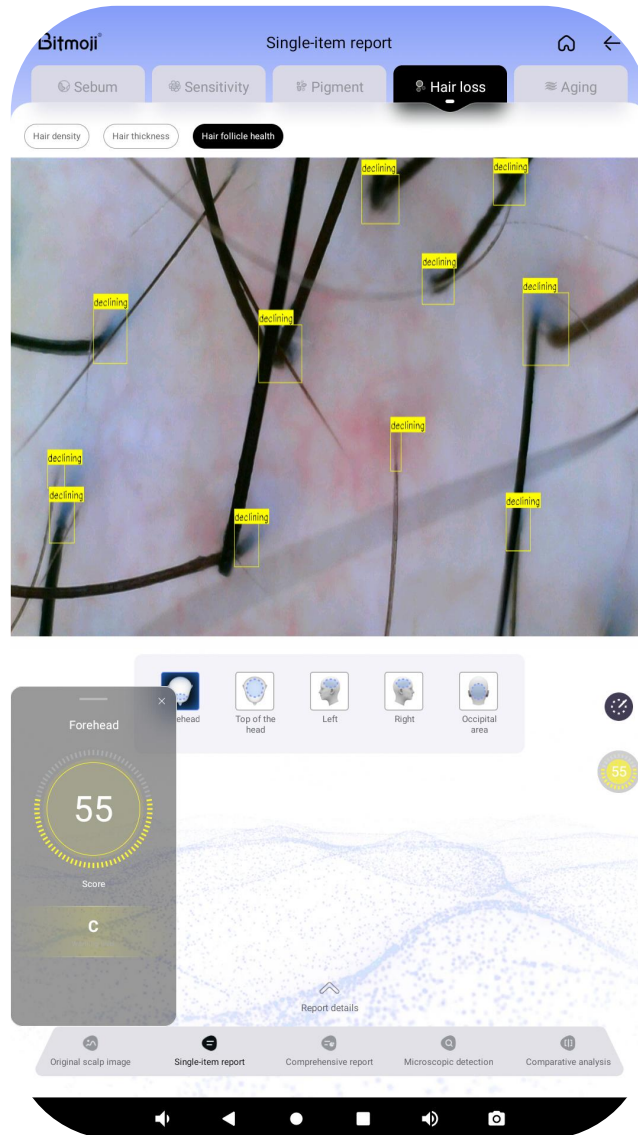 Bitmoji®
Single-item report
Sebum
Sensitivity
Pigment
Hair loss
Aging
Hair density
Hair thickness
Hair follicle health
declining
declining
declining
declining
declining
declining
declining
declining
declining
declining
declining
ehead
Top of the
head
Left
Right
Occipital
area
Forehead
55
55
Score
C
Report details
Original scalp image
Single-item report
Comprehensive report
Microscopic detection
Comparative analysis